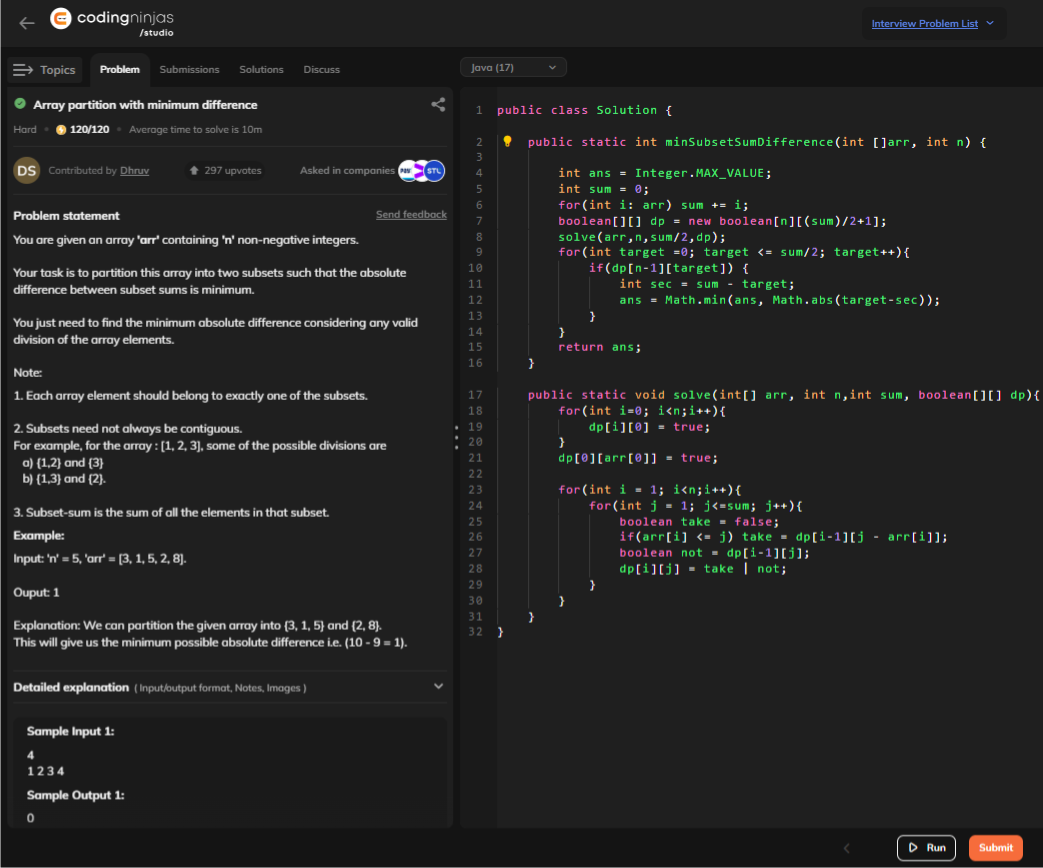 codingninjas
/studio
Interview Problem List
Topics
Problem
Submissions
Solutions
Discuss
Java (17)
Array partition with minimum difference
Hard • 120/120 • Average time to solve is 10m
DS Contributed by Dhruv 297 upvotes Asked in companies STL
Problem statement Send feedback
You are given an array 'arr' containing 'n' non-negative integers.
Your task is to partition this array into two subsets such that the absolute
difference between subset sums is minimum.
You just need to find the minimum absolute difference considering any valid
division of the array elements.
Note:
1. Each array element should belong to exactly one of the subsets.
2. Subsets need not always be contiguous.
For example, for the array : [1, 2, 3], some of the possible divisions are
a) {1,2} and {3}
b) {1,3} and {2}.
3. Subset-sum is the sum of all the elements in that subset.
Example:
Input: 'n' = 5, 'arr' = [3, 1, 5, 2, 8].
Ouput: 1
Explanation: We can partition the given array into {3, 1, 5} and {2, 8}.
This will give us the minimum possible absolute difference i.e. (10 - 9 = 1).
Detailed explanation ( Input/output format, Notes, Images )
Sample Input 1:
4
1 2 3 4
Sample Output 1:
0
1 public class Solution {
2 public static int minSubsetSumDifference(int []arr, int n) {
3
4 int ans = Integer.MAX_VALUE;
5 int sum = 0;
6 for(int i: arr) sum += i;
7 boolean[][] dp = new boolean[n][(sum)/2+1];
8 solve(arr,n,sum/2,dp);
9 for(int target =0; target <= sum/2; target++){
10 if(dp[n-1][target]) {
11 int sec = sum - target;
12 ans = Math.min(ans, Math.abs(target-sec));
13 }
14 }
15 return ans;
16 }
17 public static void solve(int[] arr, int n,int sum, boolean[][] dp){
18 for(int i=0; i<n;i++){
19 dp[i][0] = true;
20 }
21 dp[0][arr[0]] = true;
22
23 for(int i = 1; i<n;i++){
24 for(int j = 1; j<=sum; j++){
25 boolean take = false;
26 if(arr[i] <= j) take = dp[i-1][j - arr[i]];
27 boolean not = dp[i-1][j];
28 dp[i][j] = take | not;
29 }
30 }
31 }
32 }
Run
Submit